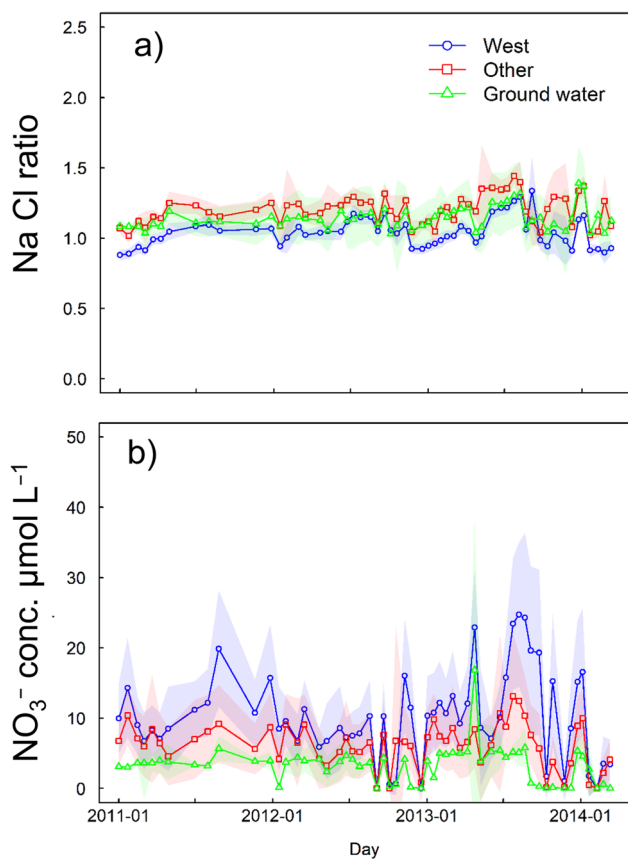 a)
West
Other
Ground water
Na Cl ratio
2.5
2.0
1.5
1.0
0.5
0.0
b)
NO₃⁻ conc. μmol L⁻¹
50
40
30
20
10
0
2011-01 2012-01 2013-01 2014-01
Day